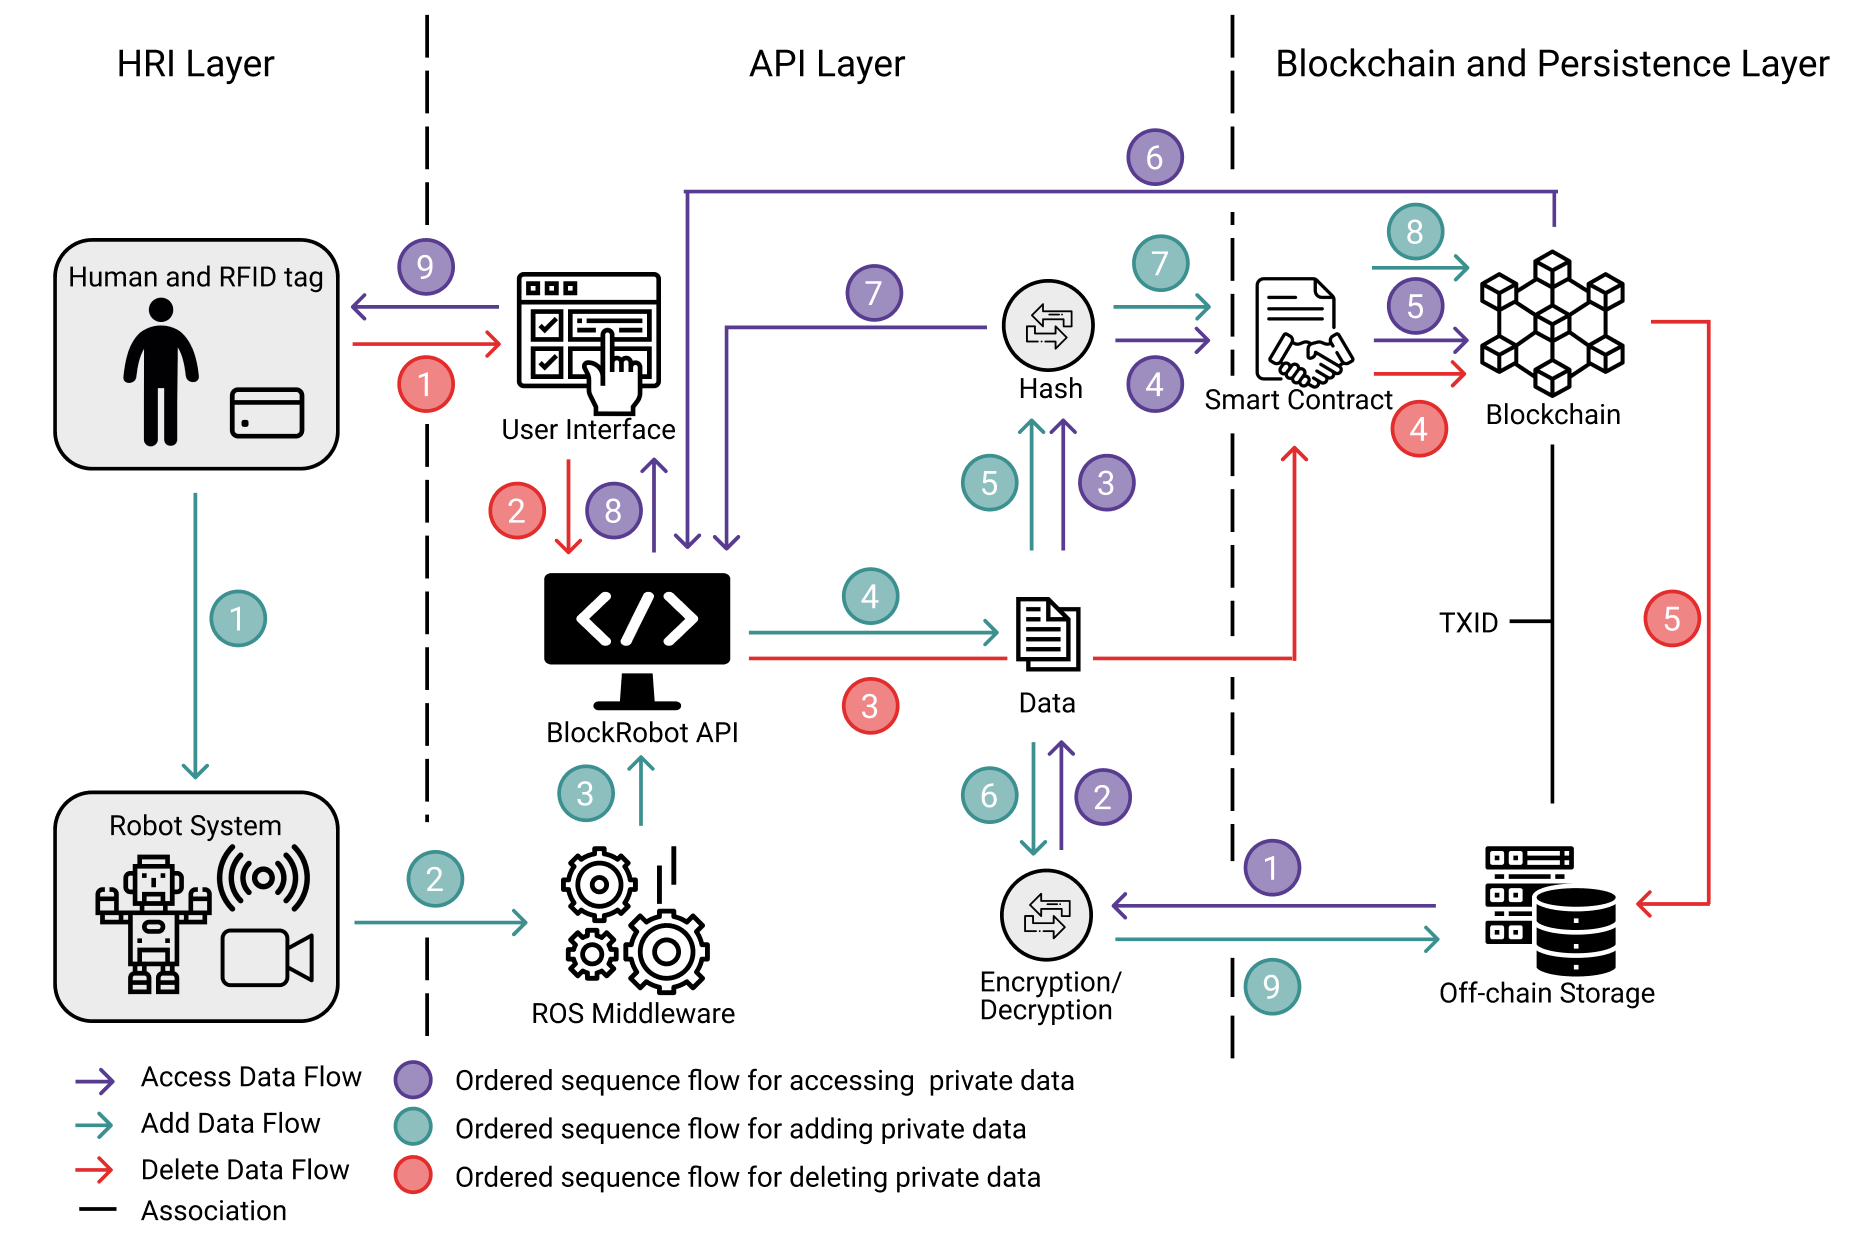 HRI Layer
API Layer
Blockchain and Persistence Layer
6
8
9
7
Human and RFID tag
7
5
1
4
Hash
Smart Contract
4
Blockchain
User Interface
2
8
5
3
1
4
TXID
5
3
Data
BlockRobot API
3
6
2
Robot System
2
1
9
Encryption/
Decryption
Off-chain Storage
ROS Middleware
Access Data Flow
Ordered sequence flow for accessing private data
Add Data Flow
Ordered sequence flow for adding private data
Delete Data Flow
Ordered sequence flow for deleting private data
Association